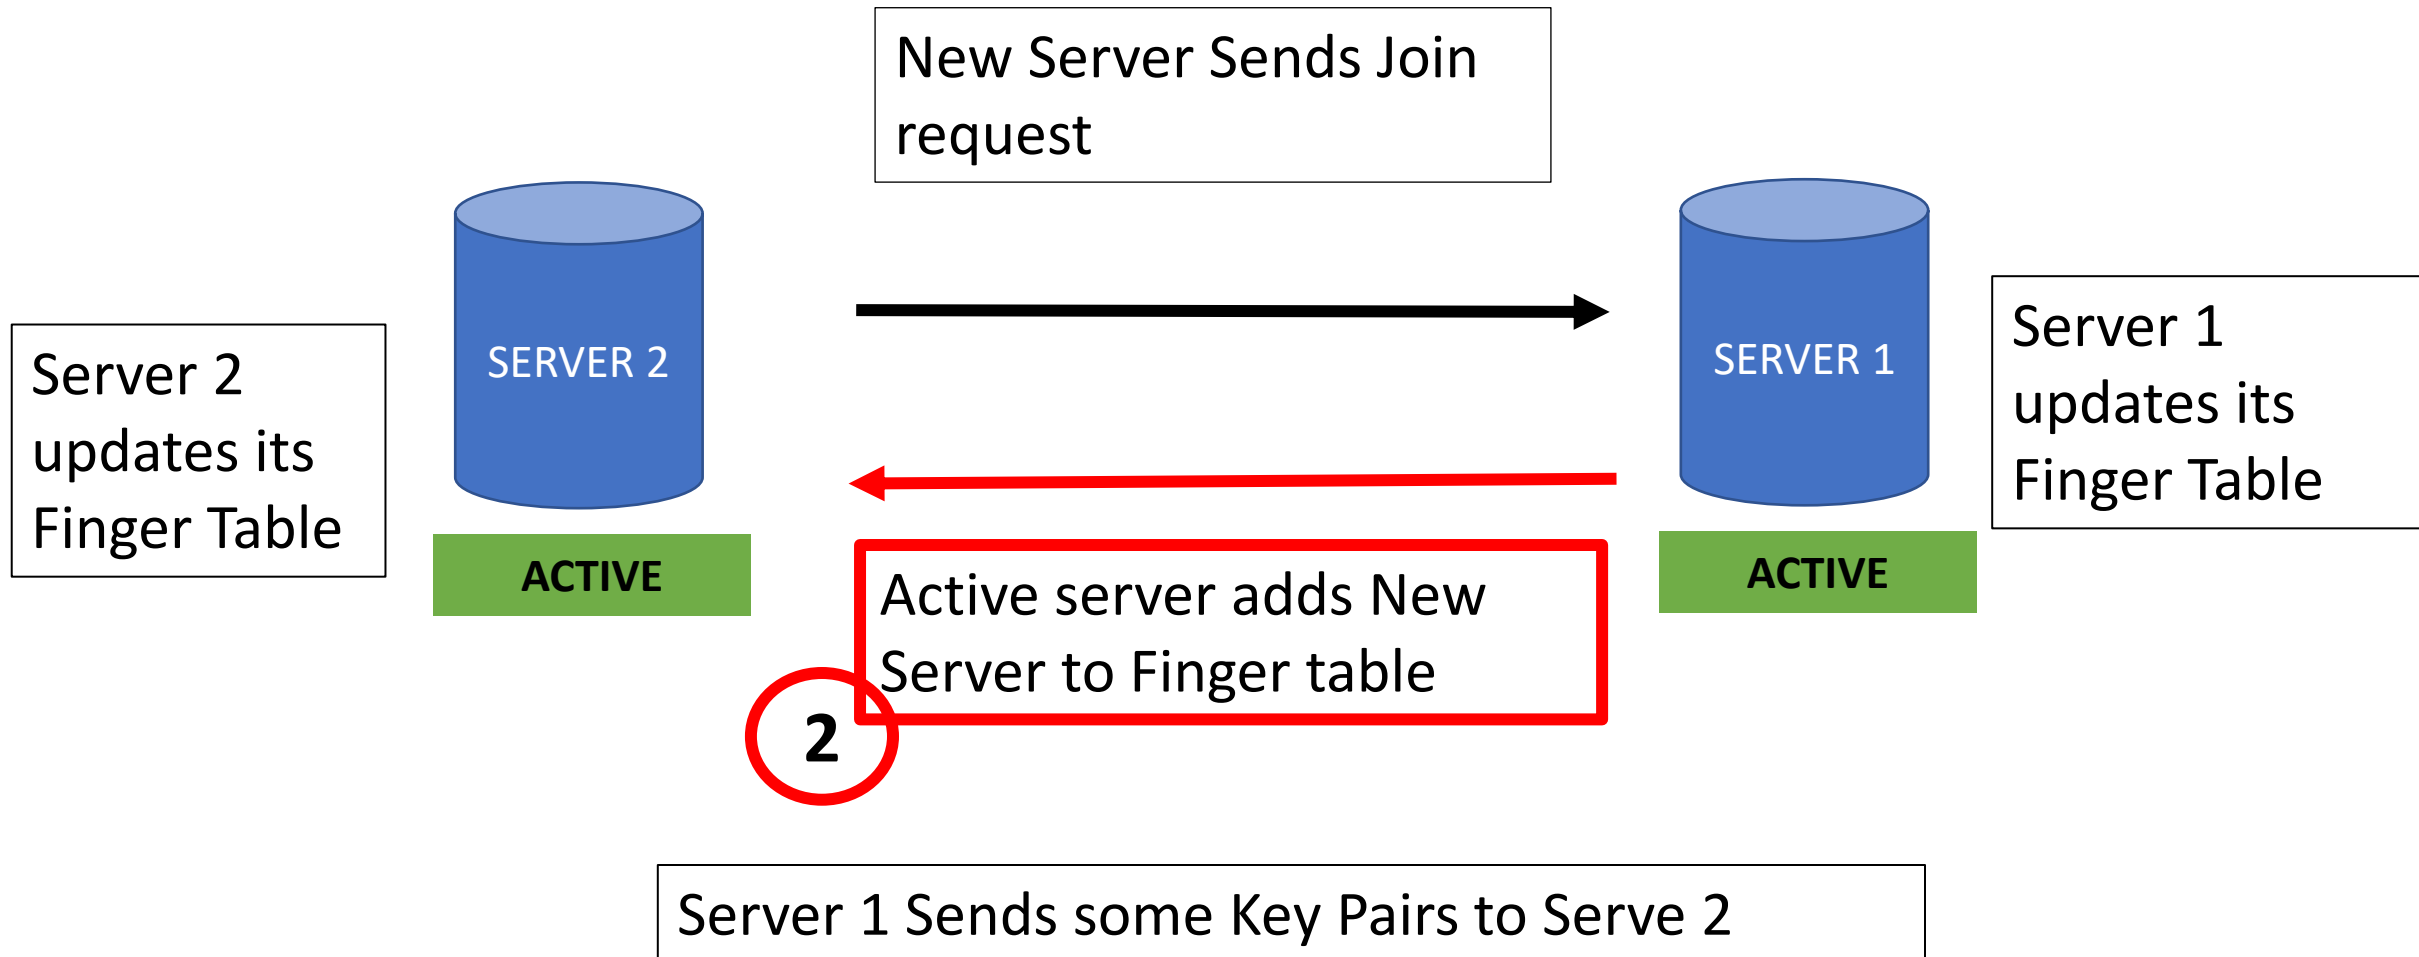 New Server Sends Join
request
SERVER 2
SERVER 1
Server 2
updates its
Finger Table
Server 1
updates its
Finger Table
ACTIVE
ACTIVE
Active server adds New
Server to Finger table
2
Server 1 Sends some Key Pairs to Serve 2